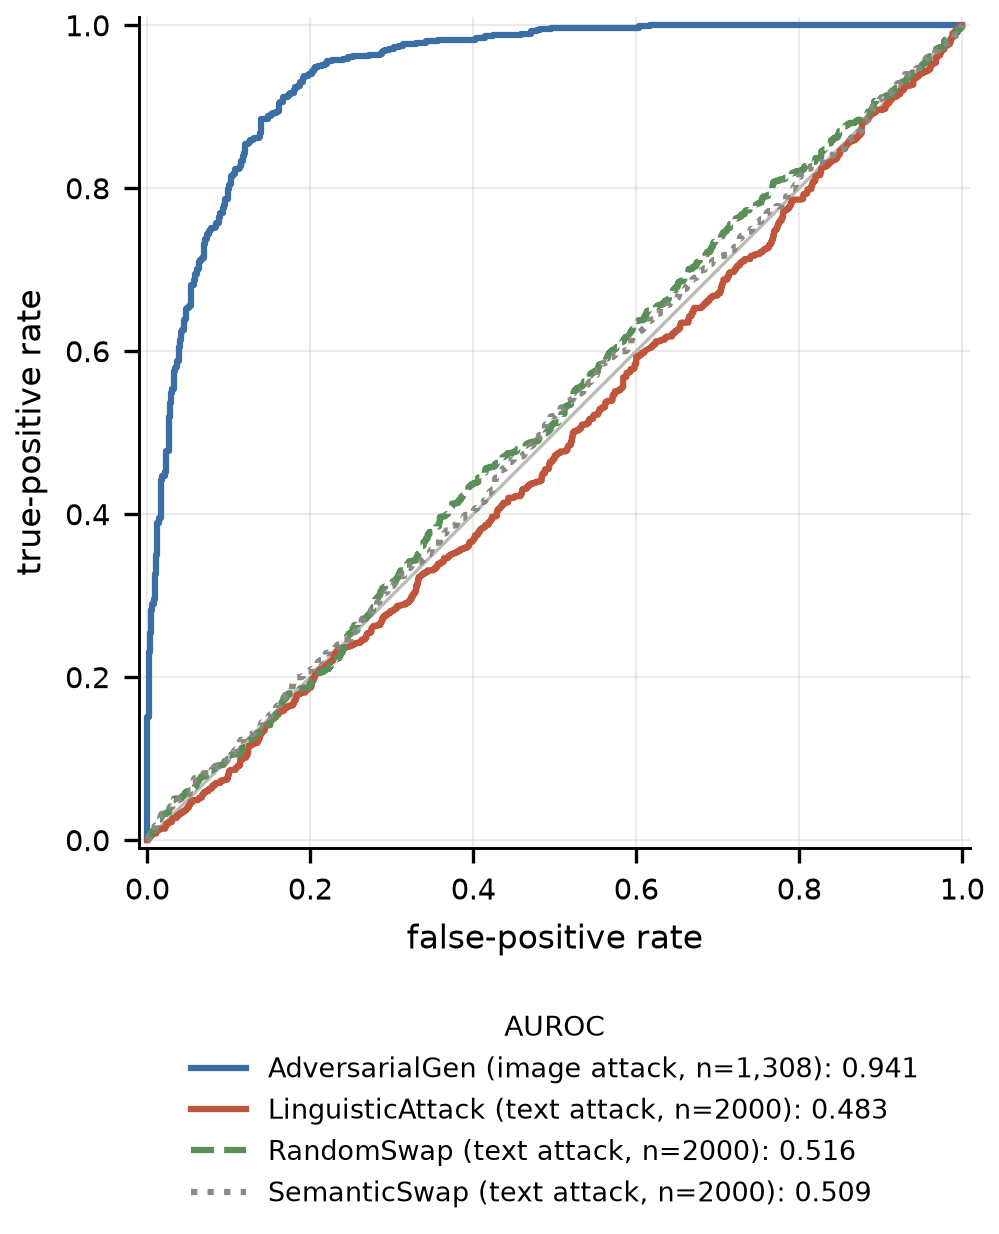 1.0
0.8
0.6
0.4
0.2
0.0
true-positive rate
0.0 0.2 0.4 0.6 0.8 1.0
false-positive rate
AUROC
AdversarialGen (image attack, n=1,308): 0.941
LinguisticAttack (text attack, n=2000): 0.483
RandomSwap (text attack, n=2000): 0.516
SemanticSwap (text attack, n=2000): 0.509